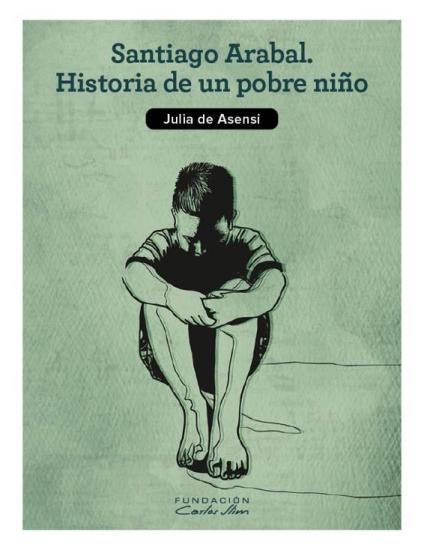 Santiago Arabal.
Historia de un pobre niño
Julia de Asensi
FUNDACIÓN
Carlos Slim